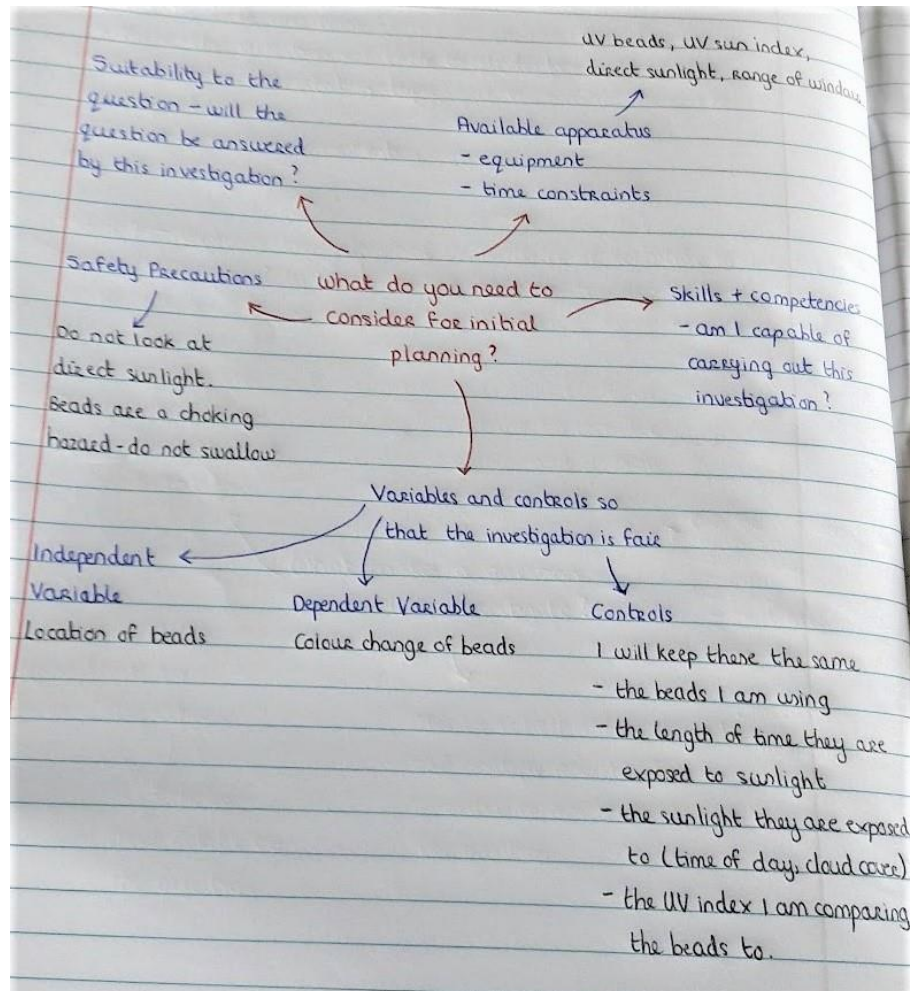 UV beads, UV sun index,
direct sunlight, Range of window
Suitability to the
question - will the
question be answered
by this investigation?
Available apparatus
- equipment
- time constraints
what do you need to
consider for initial
planning?
Safety Precautions
Do not look at
direct sunlight.
Beads are a choking
hazard - do not swallow
Skills + competencies
- am I capable of
carrying out this
investigation?
Variables and controls so
that the investigation is fair
Independent
Variable
Location of beads
Dependent Variable
Colour change of beads
Controls
I will keep these the same
- the beads I am using
- the length of time they are
exposed to sunlight
- the sunlight they are exposed
to (time of day, cloud cover)
- the UV index I am comparing
the beads to.